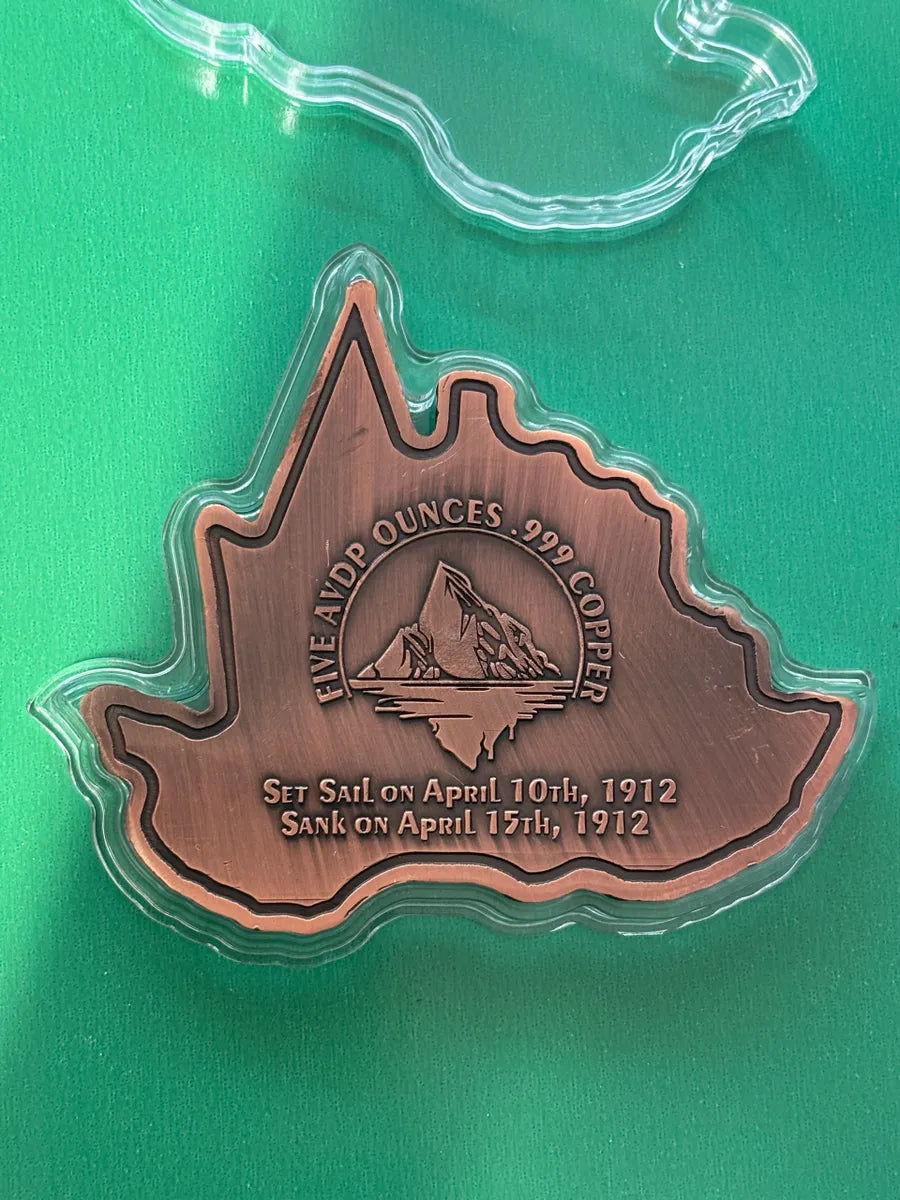 FIVE AVDP OUNCES .999 COPPER
SET SAIL ON APRIL 10TH, 1912
SANK ON APRIL 15TH, 1912